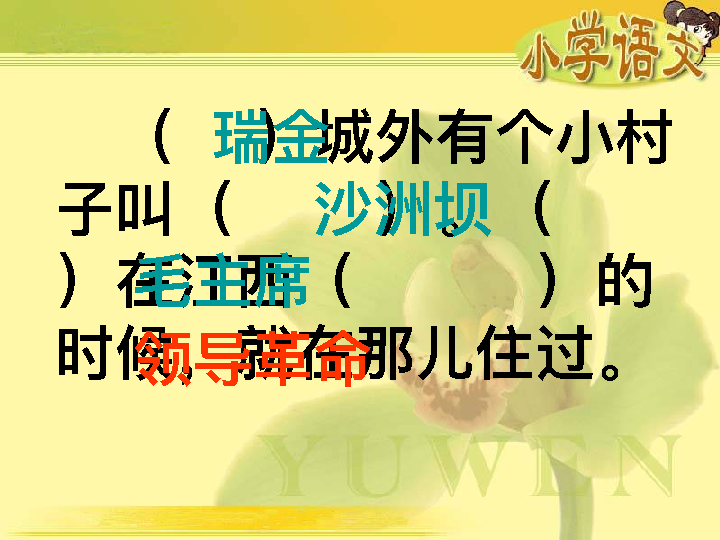 小学语文
（瑞金）城外有个小村
子叫（沙洲坝）。（
）在江西（　　　）的
毛主席
时候，就在那儿住过。
领导革命
YUWEN